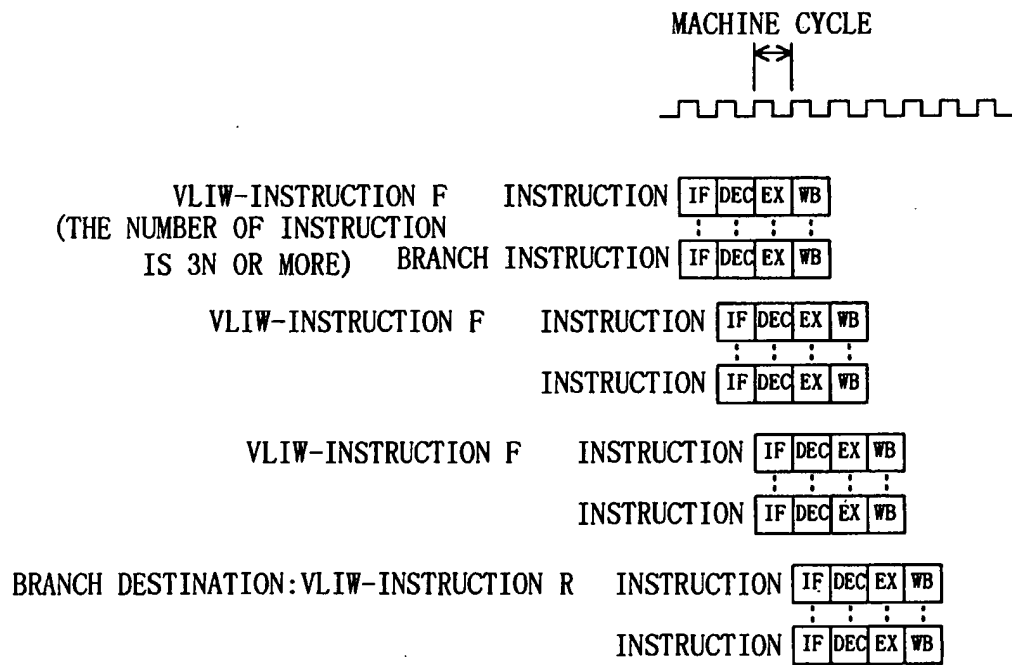 MACHINE CYCLE
VLIW-INSTRUCTION F INSTRUCTION IF DEC EX WB
(THE NUMBER OF INSTRUCTION
IS 3N OR MORE) BRANCH INSTRUCTION IF DEC EX WB
VLIW-INSTRUCTION F INSTRUCTION IF DEC EX WB
INSTRUCTION IF DEC EX WB
VLIW-INSTRUCTION F INSTRUCTION IF DEC EX WB
INSTRUCTION IF DEC EX WB
BRANCH DESTINATION:VLIW-INSTRUCTION R INSTRUCTION IF DEC EX WB
INSTRUCTION IF DEC EX WB